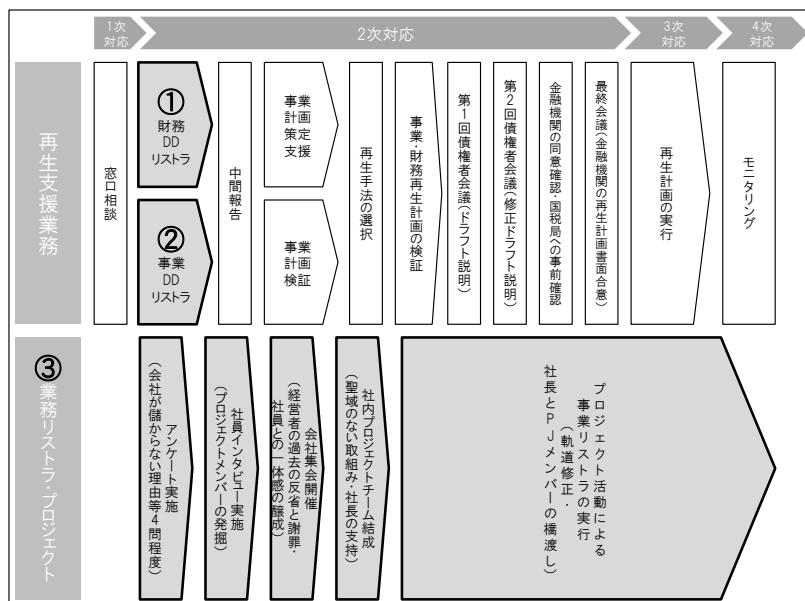 1次
対応
2次対応
3次
対応
4次
対応
再生支援業務
窓口相談
①
財務
DD
リストラ
②
事業
DD
リストラ
中間報告
事業
計画
策定
支援
事業
計画
検証
再生手法の選択
事業・財務再生計画の検証
第1回債権者会議（ドラフト説明）
第2回債権者会議（修正ドラフト説明）
金融機関の同意確認・国税局への事前確認
最終会議（金融機関の再生計画書面合意）
再生計画の実行
モニタリング
③
業務リストラ・プロジェクト
アンケート実施
（会社が儲からない理由等4問程度）
社員インタビュー実施
（プロジェクトメンバーの発掘）
会社集会開催
（経営者の過去の反省と謝罪・
社員との一体感の醸成）
社内プロジェクトチーム結成
（聖域のない取組み・社長の支持）
プロジェクト活動による
事業リストラの実行
（軌道修正・
社長とPJメンバーの橋渡し）